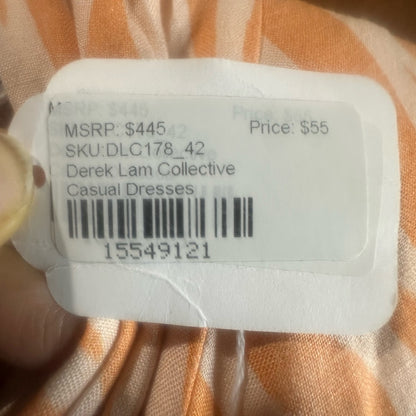 MSRP: $445 Price: $55
SKU:DLC178_42
Derek Lam Collective
Casual Dresses
15549121